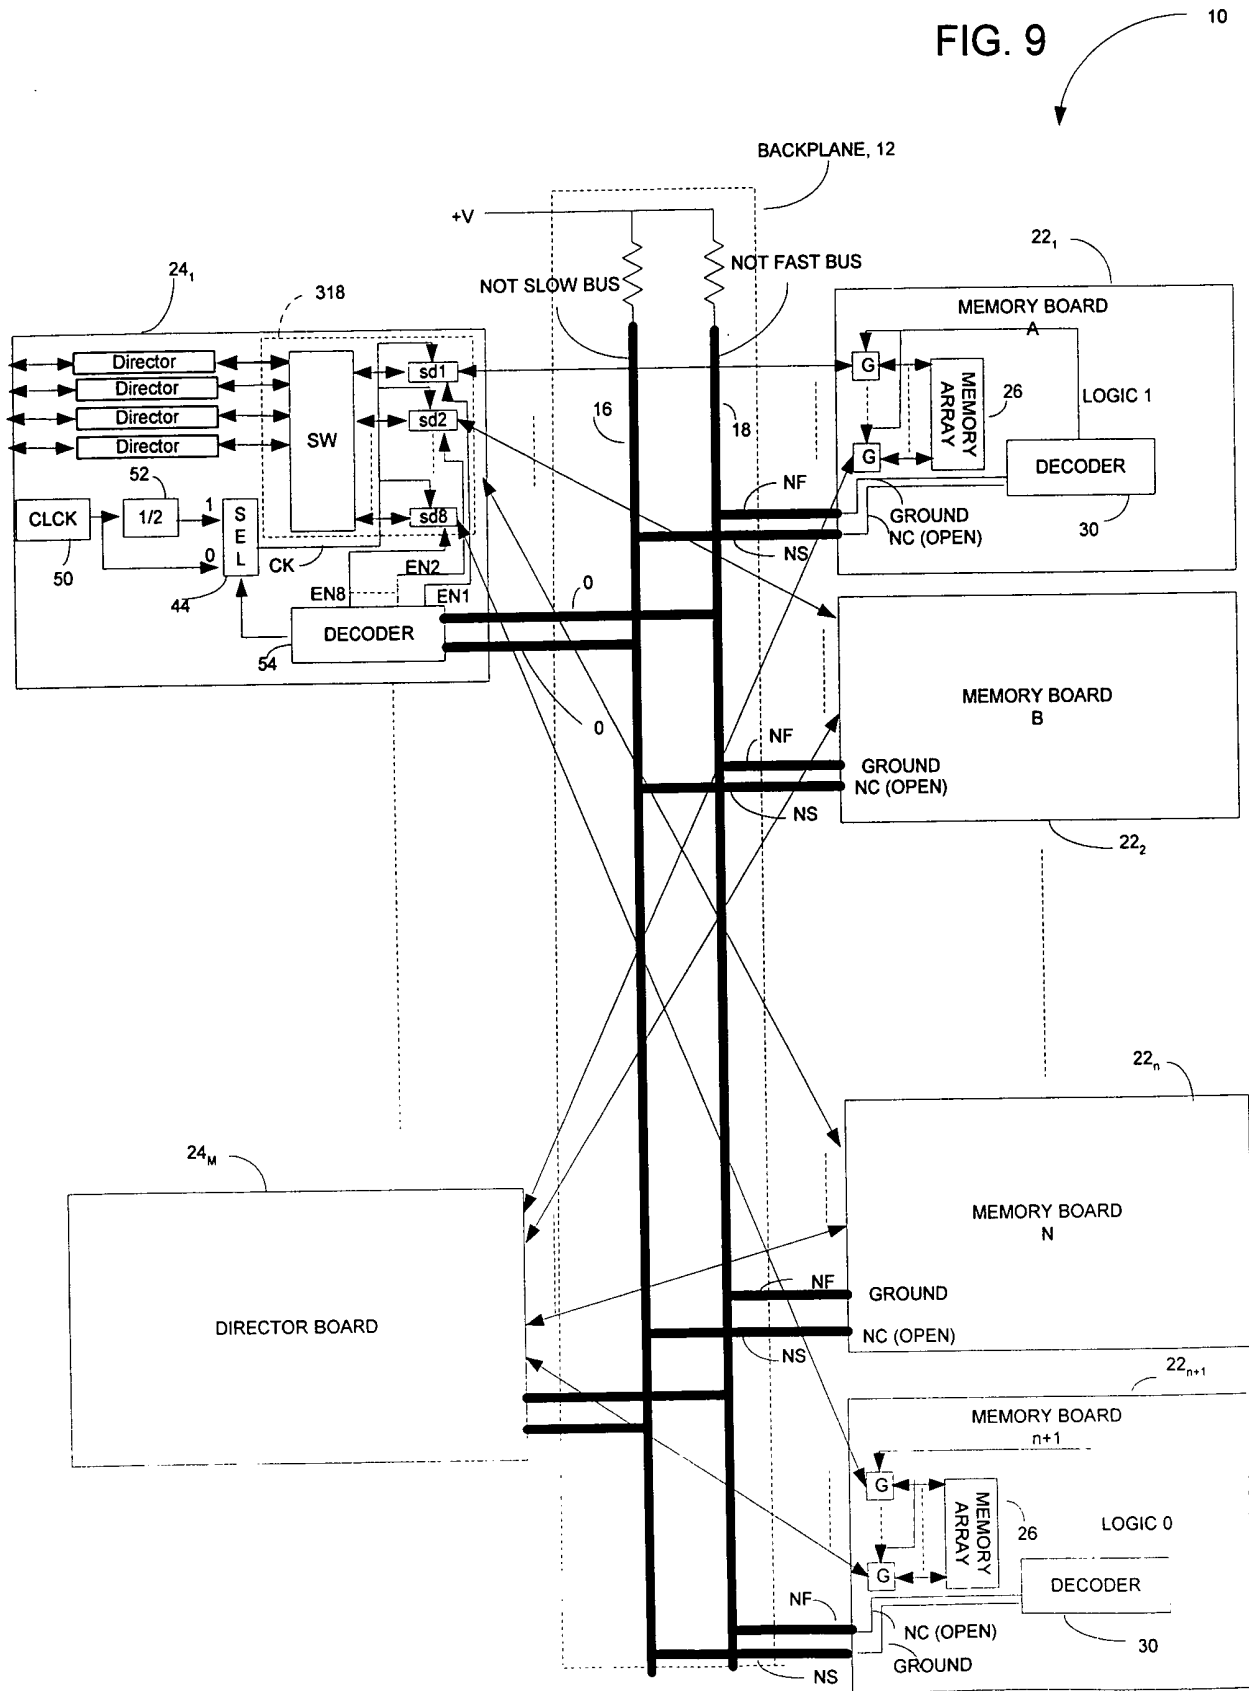 FIG. 9
10
BACKPLANE, 12
+V
NOT SLOW BUS
NOT FAST BUS
16
18
24₁
318
Director
Director
Director
Director
SW
sd1
sd2
sd8
52
CLCK
1/2
1
0
S
E
L
50
44
CK
EN8
EN2
EN1
DECODER
54
0
0
22₁
MEMORY BOARD
A
G
G
MEMORY
ARRAY
26
LOGIC 1
DECODER
30
NF
GROUND
NC (OPEN)
NS
MEMORY BOARD
B
NF
GROUND
NC (OPEN)
NS
22₂
22ₙ
MEMORY BOARD
N
NF
GROUND
NC (OPEN)
NS
24M
DIRECTOR BOARD
22ₙ₊₁
MEMORY BOARD
n+1
G
G
MEMORY
ARRAY
26
LOGIC 0
DECODER
30
NF
NC (OPEN)
GROUND
NS